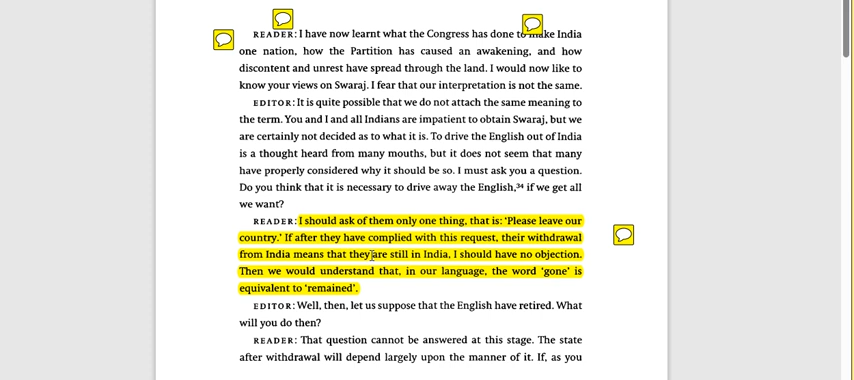 READER: I have now learnt what the Congress has done to make India
one nation, how the Partition has caused an awakening, and how
discontent and unrest have spread through the land. I would now like to
know your views on Swaraj. I fear that our interpretation is not the same.
EDITOR: It is quite possible that we do not attach the same meaning to
the term. You and I and all Indians are impatient to obtain Swaraj, but we
are certainly not decided as to what it is. To drive the English out of India
is a thought heard from many mouths, but it does not seem that many
have properly considered why it should be so. I must ask you a question.
Do you think that it is necessary to drive away the English,34 if we get all
we want?
READER: I should ask of them only one thing, that is: ‘Please leave our
country.’ If after they have complied with this request, their withdrawal
from India means that they are still in India, I should have no objection.
Then we would understand that, in our language, the word ‘gone’ is
equivalent to ‘remained’.
EDITOR: Well, then, let us suppose that the English have retired. What
will you do then?
READER: That question cannot be answered at this stage. The state
after withdrawal will depend largely upon the manner of it. If, as you